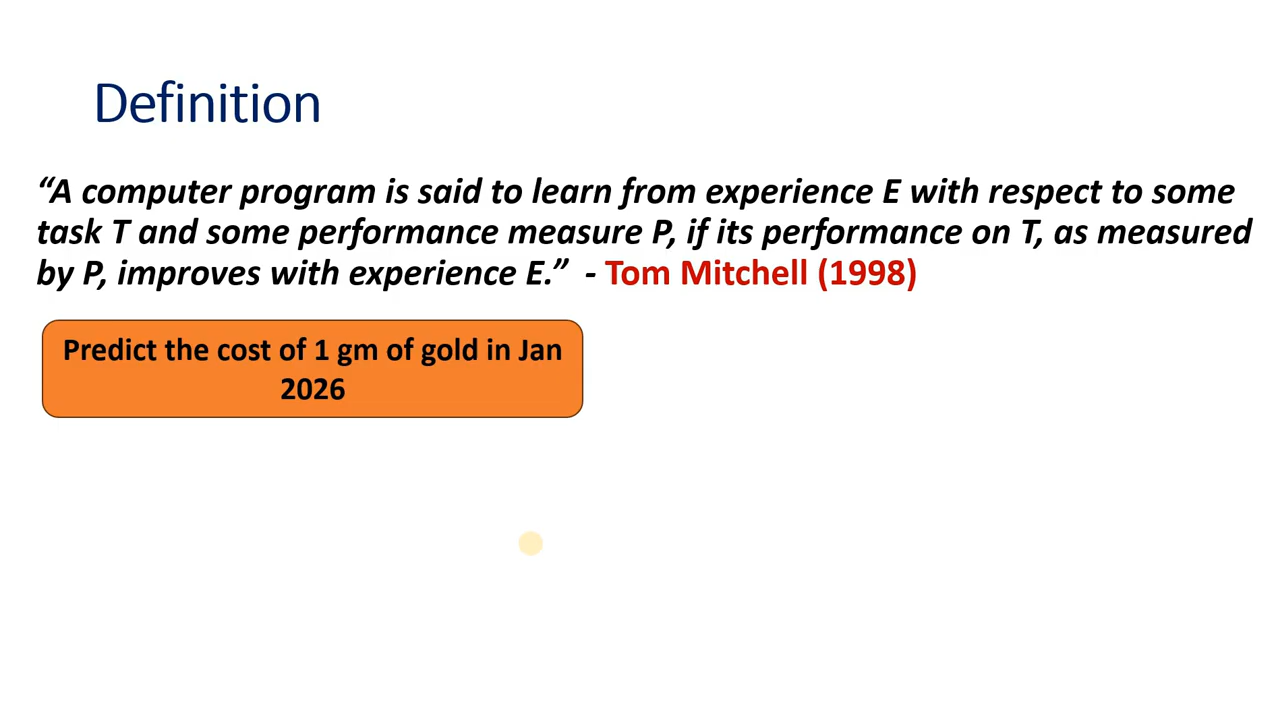 Definition
“A computer program is said to learn from experience E with respect to some
task T and some performance measure P, if its performance on T, as measured
by P, improves with experience E.” - Tom Mitchell (1998)
Predict the cost of 1 gm of gold in Jan
2026